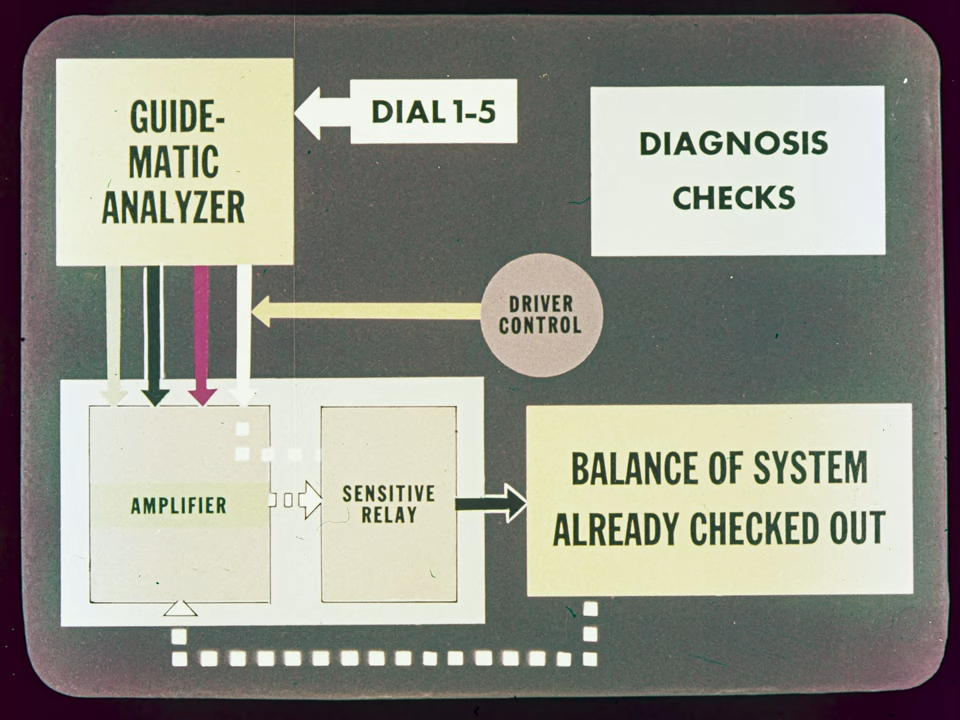 GUIDE-
MATIC
ANALYZER
DIAL 1-5
DIAGNOSIS
CHECKS
DRIVER
CONTROL
AMPLIFIER
SENSITIVE
RELAY
BALANCE OF SYSTEM
ALREADY CHECKED OUT